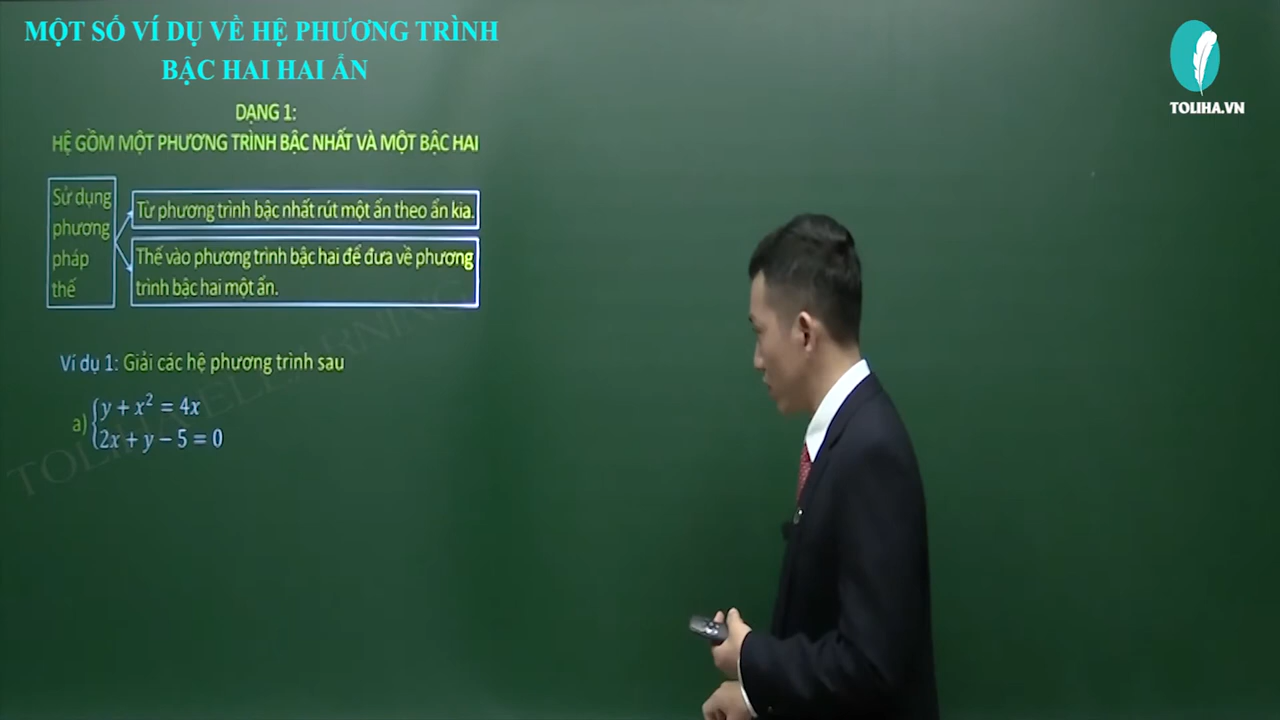 MỘT SỐ VÍ DỤ VỀ HỆ PHƯƠNG TRÌNH
BẬC HAI HAI ẨN
TOLIHA.VN
DẠNG 1:
HỆ GỒM MỘT PHƯƠNG TRÌNH BẬC NHẤT VÀ MỘT BẬC HAI
Sử dụng
phương
pháp
thế
Từ phương trình bậc nhất rút một ẩn theo ẩn kia.
Thế vào phương trình bậc hai để đưa về phương
trình bậc hai một ẩn.
Ví dụ 1: Giải các hệ phương trình sau
a) {y + x² = 4x
2x + y − 5 = 0